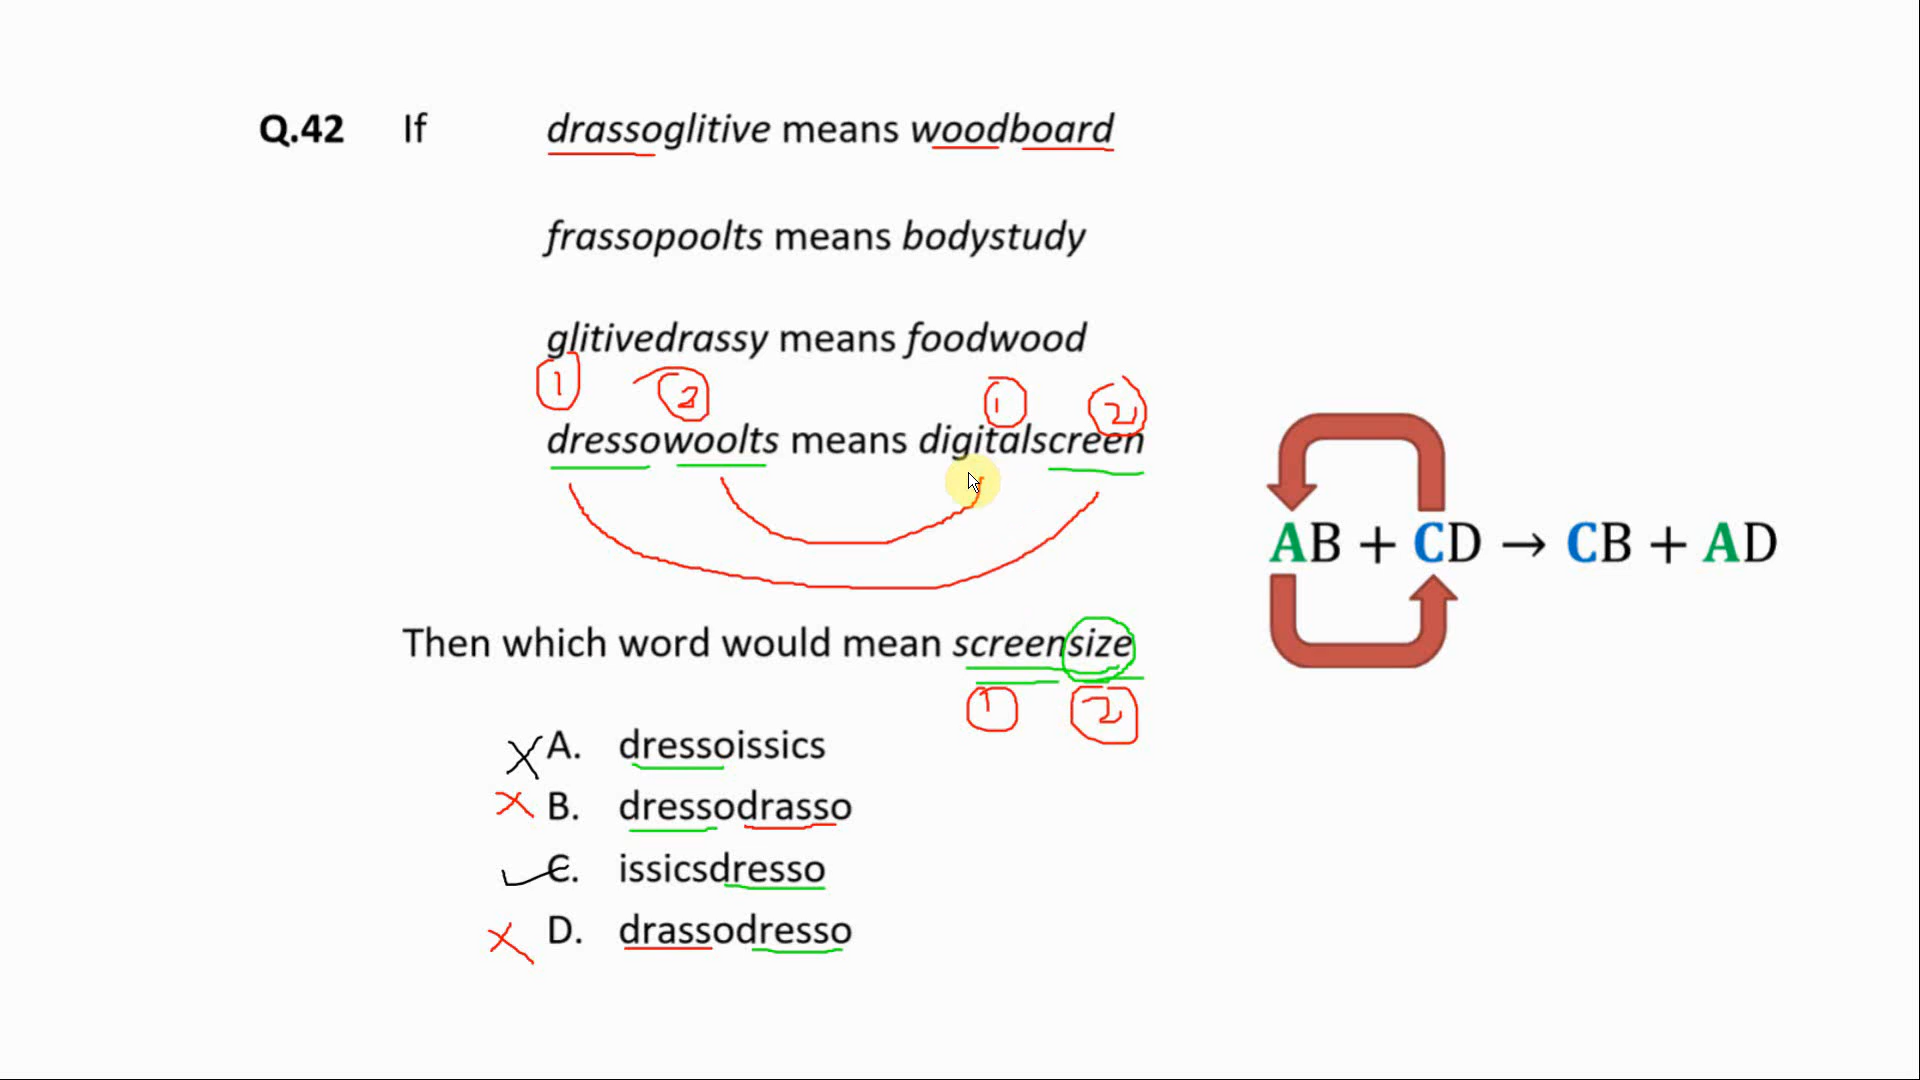 Q.42 If drassoglitive means woodboard
frassopoolts means bodystudy
glitivedrassy means foodwood
1 2 1 2
dressowoolts means digitalscreen
AB + CD → CB + AD
Then which word would mean screensize
1 2
A. dressoissics
B. dressodrasso
C. issicsdresso
D. drassodresso